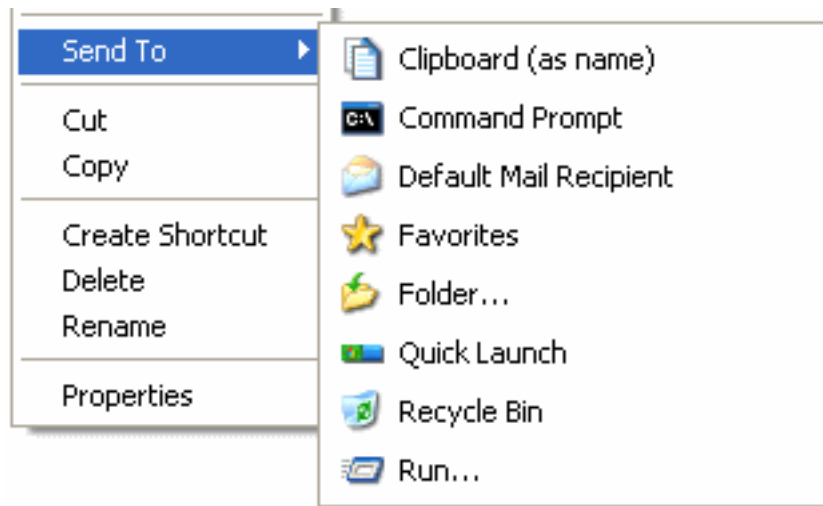 Send To
Cut
Copy
Create Shortcut
Delete
Rename
Properties
Clipboard (as name)
C:\
Command Prompt
Default Mail Recipient
Favorites
Folder...
Quick Launch
Recycle Bin
Run...